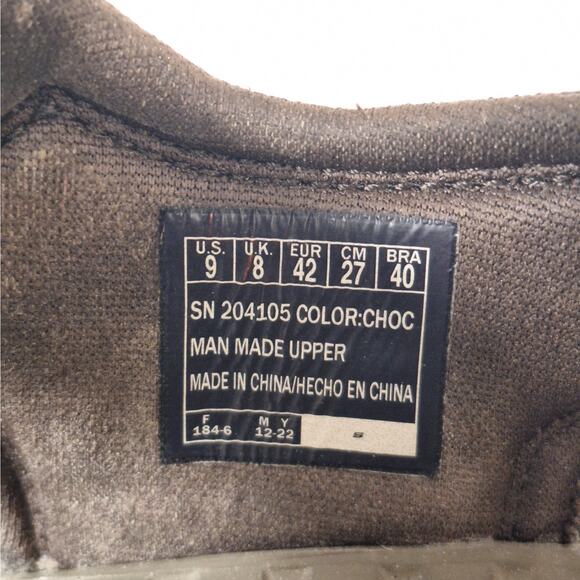 U.S. U.K. EUR CM BRA
9 8 42 27 40
SN 204105 COLOR:CHOC
MAN MADE UPPER
MADE IN CHINA/HECHO EN CHINA
F M Y
184-6 12-22